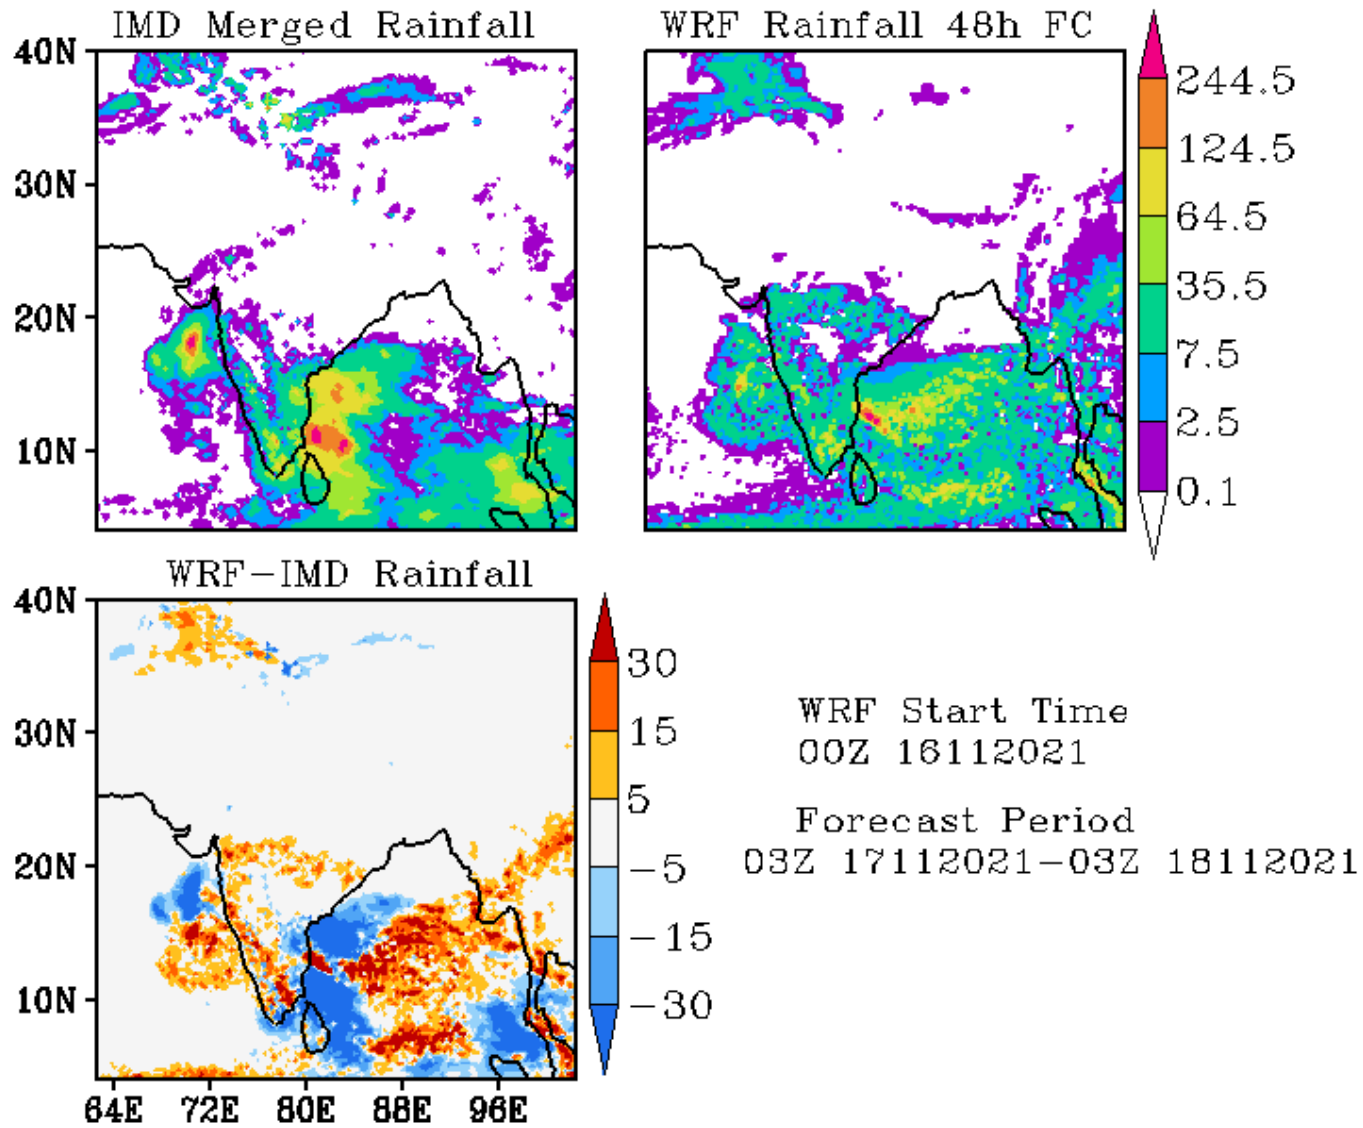 IMD Merged Rainfall
WRF Rainfall 48h FC
40N
30N
20N
10N
244.5
124.5
64.5
35.5
7.5
2.5
0.1
WRF-IMD Rainfall
40N
30N
20N
10N
64E 72E 80E 88E 96E
30
15
5
-5
-15
-30
WRF Start Time
00Z 16112021
Forecast Period
03Z 17112021-03Z 18112021